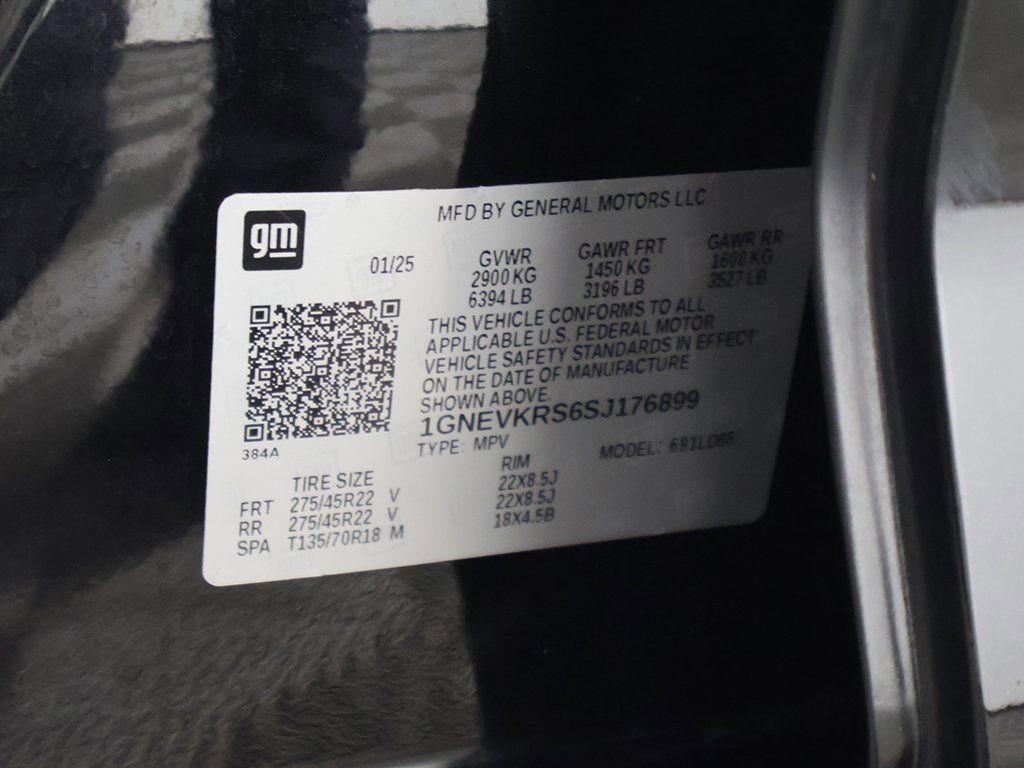 MFD BY GENERAL MOTORS LLC
gm
01/25
GVWR GAWR FRT GAWR RR
2900 KG 1450 KG 1600 KG
6394 LB 3196 LB 3527 LB
THIS VEHICLE CONFORMS TO ALL
APPLICABLE U.S. FEDERAL MOTOR
VEHICLE SAFETY STANDARDS IN EFFECT
ON THE DATE OF MANUFACTURE
SHOWN ABOVE.
1GNEVKRS6SJ176899
384A
TYPE: MPV MODEL:
TIRE SIZE RIM
FRT 275/45R22 V 22X8.5J
RR 275/45R22 V 22X8.5J
SPA T135/70R18 M 18X4.5B